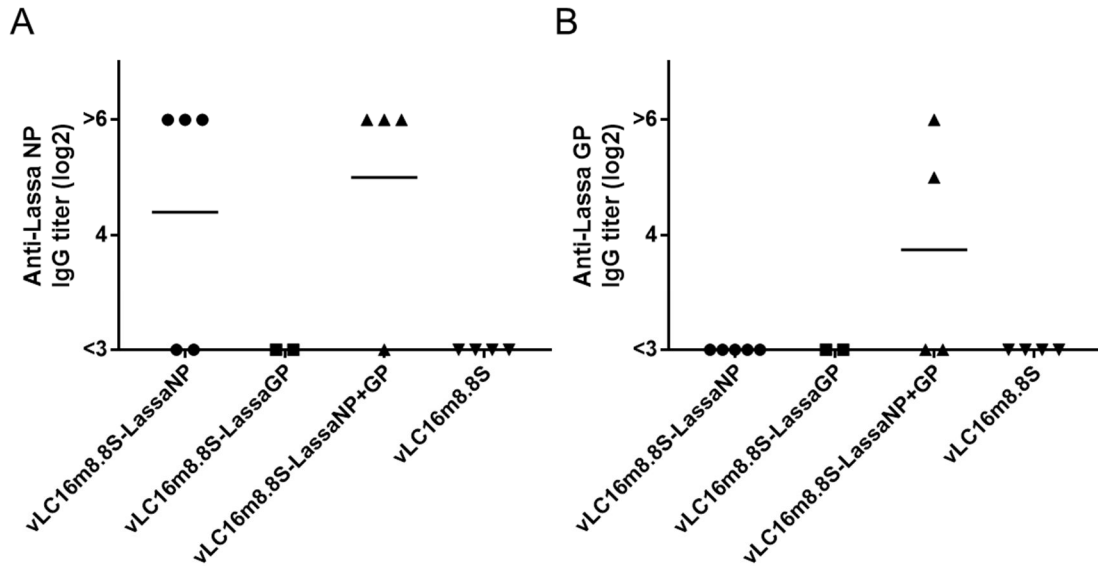 A
Anti-Lassa NP
IgG titer (log2)
>6
4
<3
vLC16m8.8S-LassaNP
vLC16m8.8S-LassaGP
vLC16m8.8S-LassaNP+GP
vLC16m8.8S
B
Anti-Lassa GP
IgG titer (log2)
>6
4
<3
vLC16m8.8S-LassaNP
vLC16m8.8S-LassaGP
vLC16m8.8S-LassaNP+GP
vLC16m8.8S